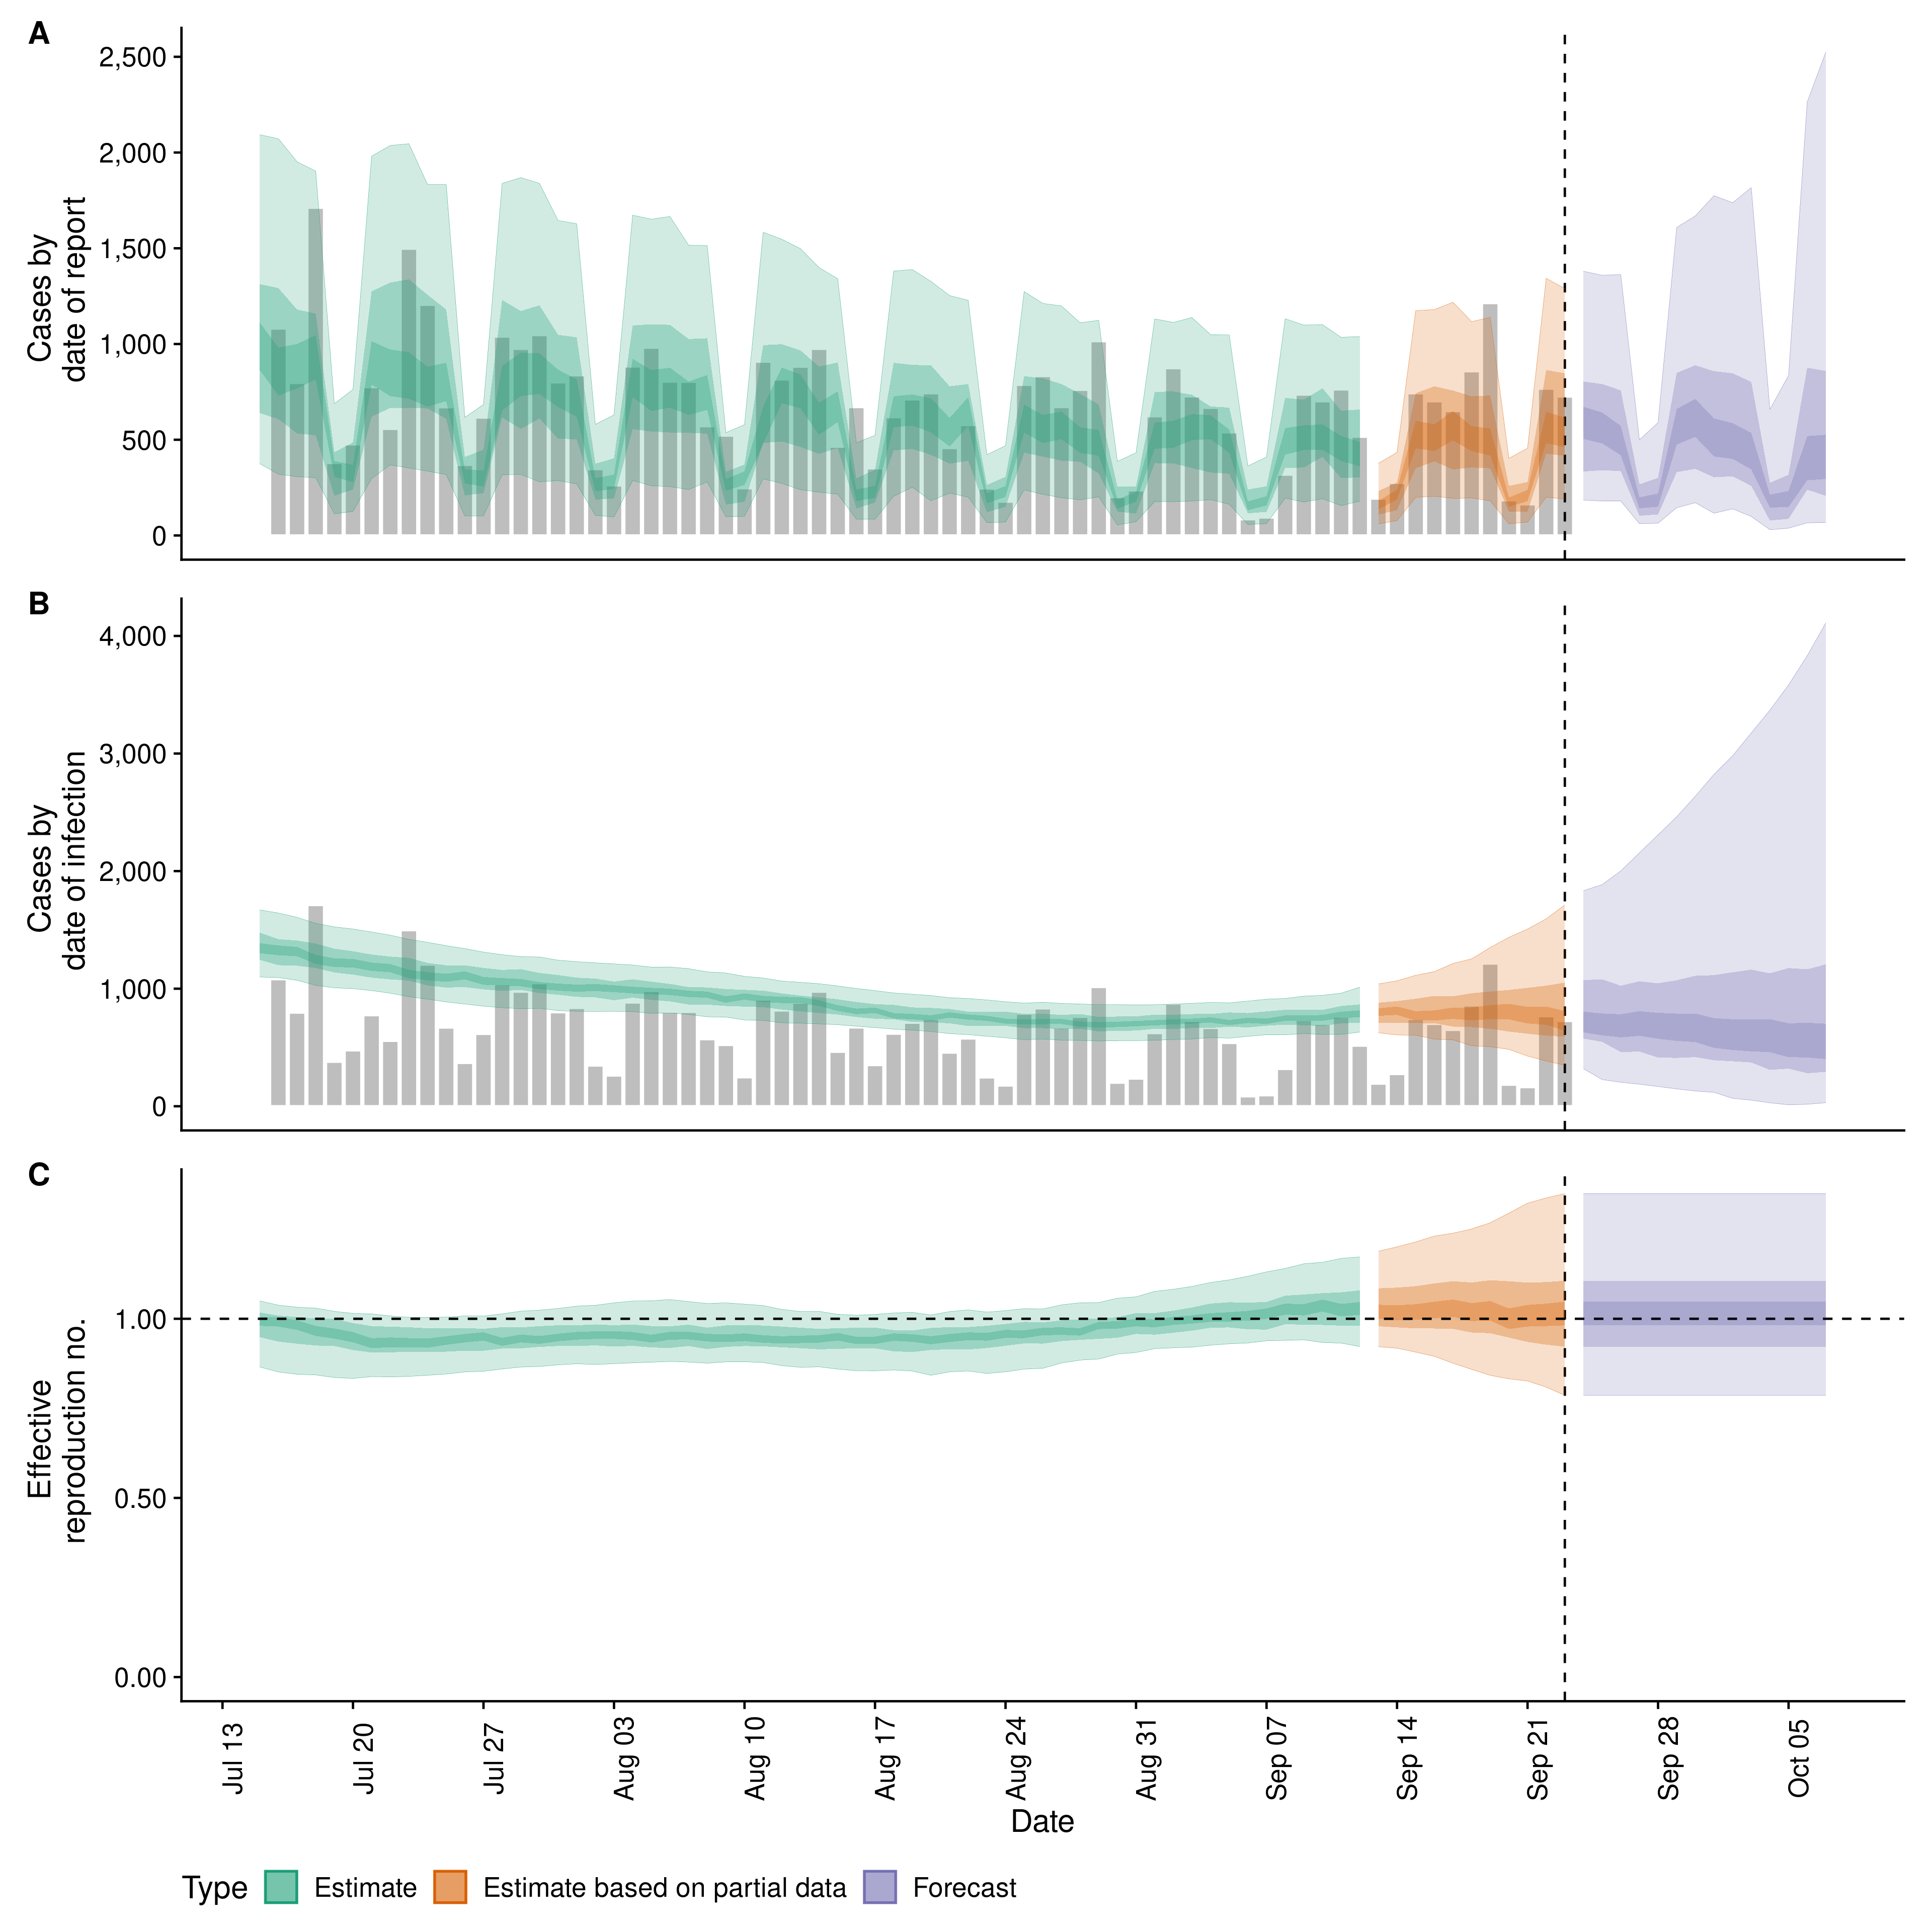 A
2,500
2,000
1,500
1,000
500
0
Cases by
date of report
B
4,000
3,000
2,000
1,000
0
Cases by
date of infection
C
1.00
0.50
0.00
Effective
reproduction no.
Jul 13
Jul 20
Jul 27
Aug 03
Aug 10
Aug 17
Aug 24
Aug 31
Sep 07
Sep 14
Sep 21
Sep 28
Oct 05
Date
Type Estimate Estimate based on partial data Forecast